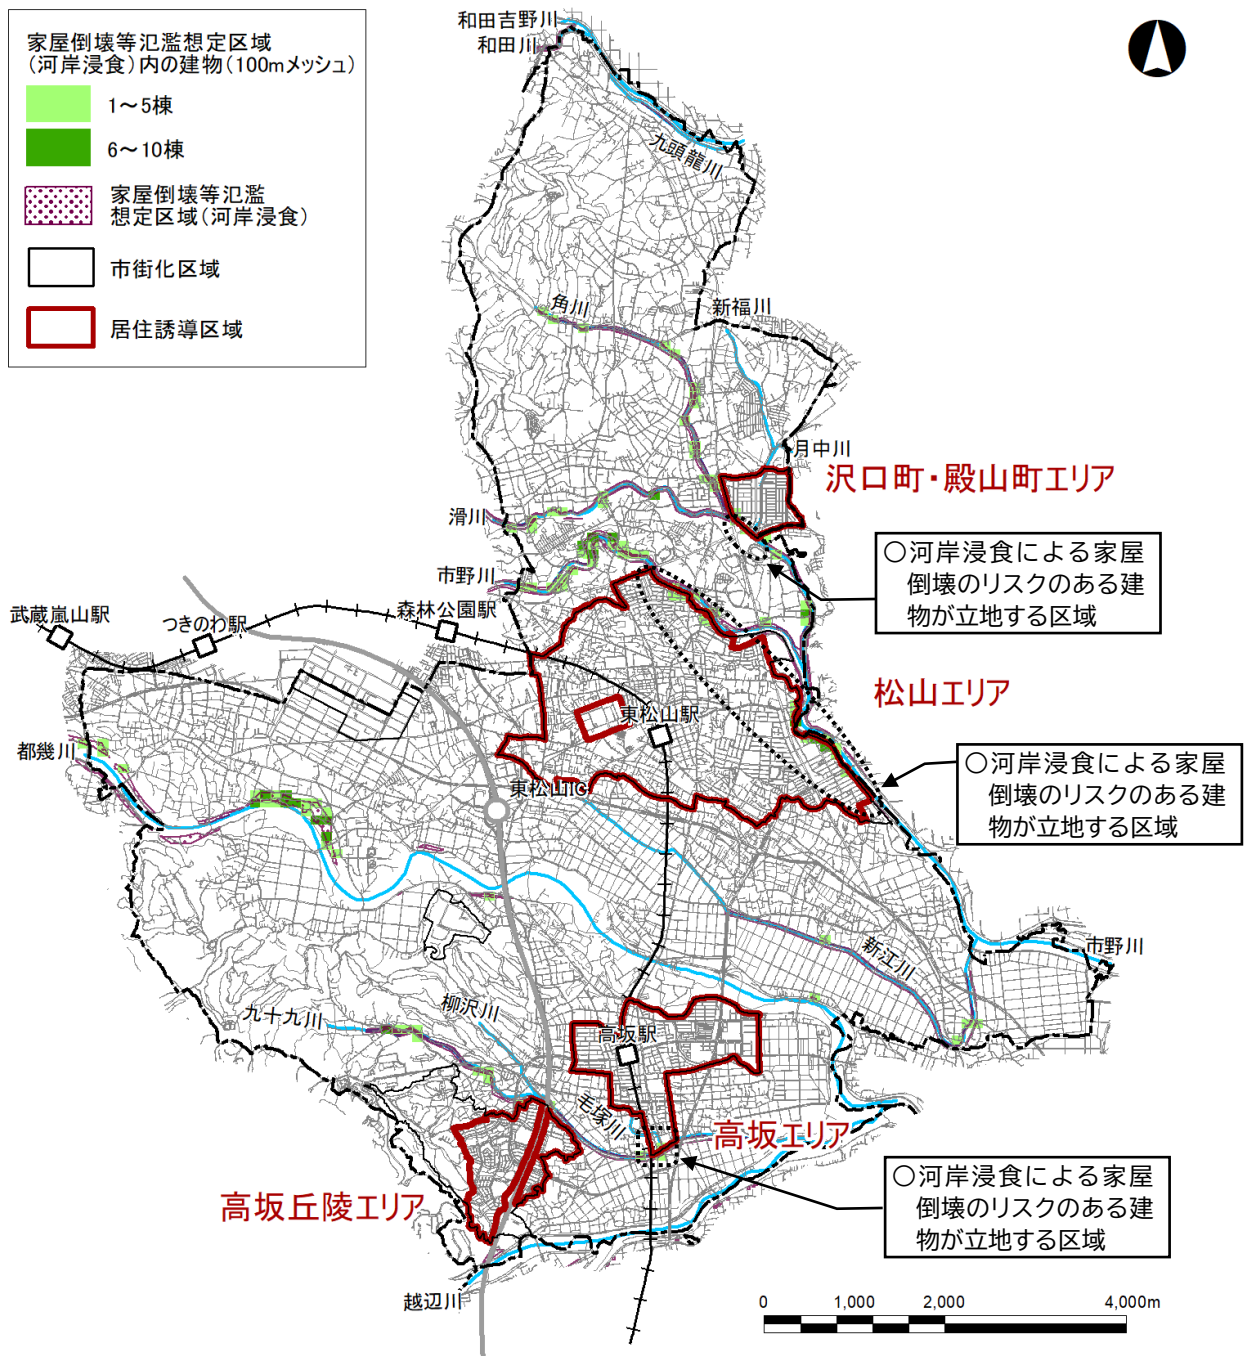 家屋倒壊等氾濫想定区域
（河岸浸食）内の建物（100mメッシュ）
1～5棟
6～10棟
家屋倒壊等氾濫
想定区域（河岸浸食）
市街化区域
居住誘導区域
和田吉野川
和田川
九頭龍川
角川
新福川
月中川
沢口町・殿山町エリア
滑川
○河岸浸食による家屋
倒壊のリスクのある建
物が立地する区域
市野川
武蔵嵐山駅
つきのわ駅
森林公園駅
松山エリア
東松山駅
都幾川
東松山IC
○河岸浸食による家屋
倒壊のリスクのある建
物が立地する区域
新江川
市野川
九十九川
柳沢川
高坂駅
毛塚川
高坂エリア
高坂丘陵エリア
○河岸浸食による家屋
倒壊のリスクのある建
物が立地する区域
越辺川
0 1,000 2,000 4,000m